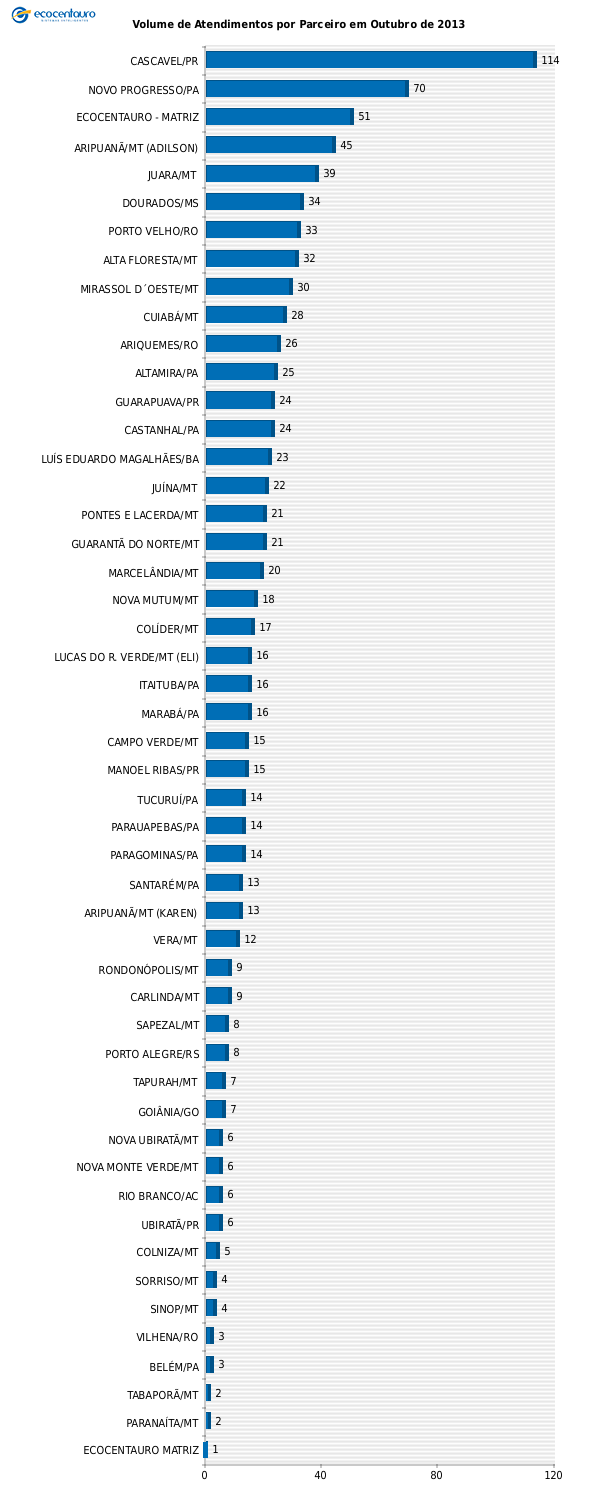 ecocentauro
Volume de Atendimentos por Parceiro em Outubro de 2013
CASCAVEL/PR 114
NOVO PROGRESSO/PA 70
ECOCENTAURO - MATRIZ 51
ARIPUANÃ/MT (ADILSON) 45
JUARA/MT 39
DOURADOS/MS 34
PORTO VELHO/RO 33
ALTA FLORESTA/MT 32
MIRASSOL D´OESTE/MT 30
CUIABÁ/MT 28
ARIQUEMES/RO 26
ALTAMIRA/PA 25
GUARAPUAVA/PR 24
CASTANHAL/PA 24
LUÍS EDUARDO MAGALHÃES/BA 23
JUÍNA/MT 22
PONTES E LACERDA/MT 21
GUARANTÃ DO NORTE/MT 21
MARCELÂNDIA/MT 20
NOVA MUTUM/MT 18
COLÍDER/MT 17
LUCAS DO R. VERDE/MT (ELI) 16
ITAITUBA/PA 16
MARABÁ/PA 16
CAMPO VERDE/MT 15
MANOEL RIBAS/PR 15
TUCURUÍ/PA 14
PARAUAPEBAS/PA 14
PARAGOMINAS/PA 14
SANTARÉM/PA 13
ARIPUANÃ/MT (KAREN) 13
VERA/MT 12
RONDONÓPOLIS/MT 9
CARLINDA/MT 9
SAPEZAL/MT 8
PORTO ALEGRE/RS 8
TAPURAH/MT 7
GOIÂNIA/GO 7
NOVA UBIRATÃ/MT 6
NOVA MONTE VERDE/MT 6
RIO BRANCO/AC 6
UBIRATÃ/PR 6
COLNIZA/MT 5
SORRISO/MT 4
SINOP/MT 4
VILHENA/RO 3
BELÉM/PA 3
TABAPORÃ/MT 2
PARANAÍTA/MT 2
ECOCENTAURO MATRIZ 1
0 40 80 120